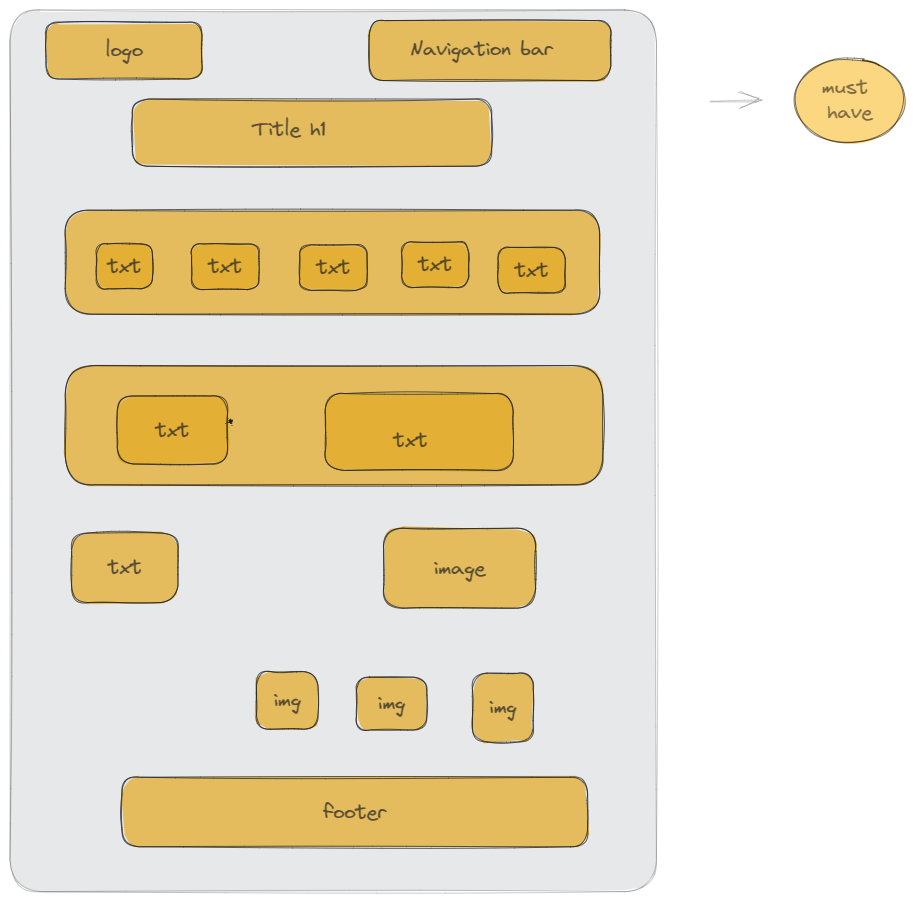 logo
Navigation bar
must
have
Title h1
txt
txt
txt
txt
txt
txt
txt
txt
image
img
img
img
footer